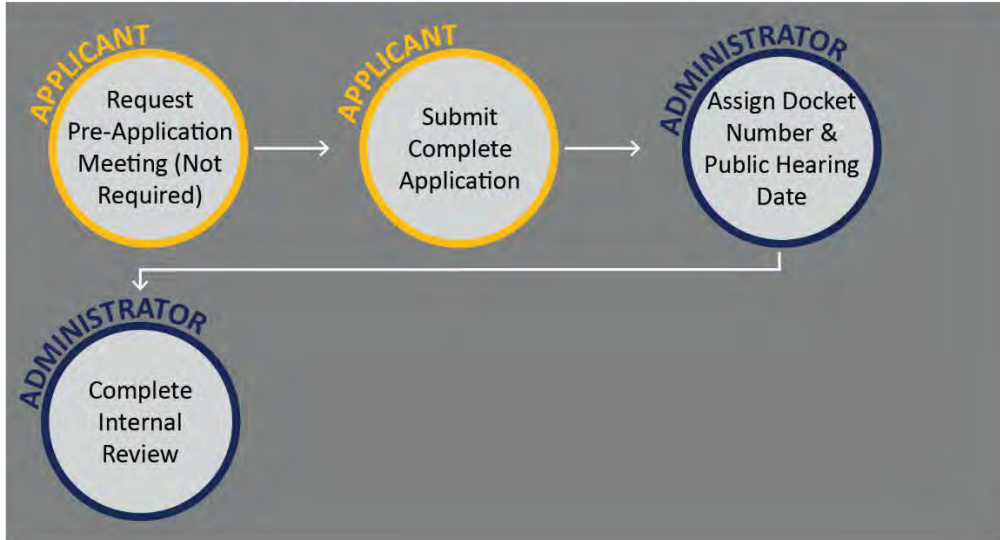 APPLICANT
Request
Pre-Application
Meeting (Not
Required)
APPLICANT
Submit
Complete
Application
ADMINISTRATOR
Assign Docket
Number &
Public Hearing
Date
ADMINISTRATOR
Complete
Internal
Review